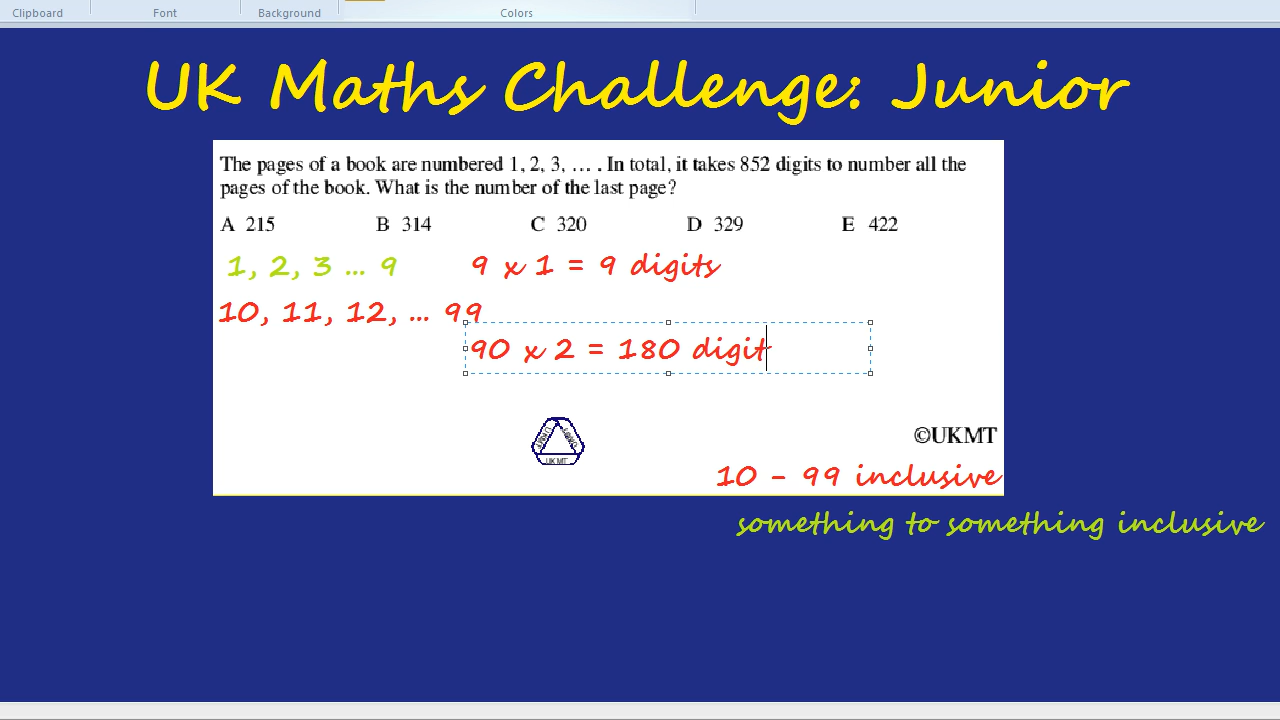 Clipboard Font Background Colors
UK Maths Challenge: Junior
The pages of a book are numbered 1, 2, 3, … . In total, it takes 852 digits to number all the
pages of the book. What is the number of the last page?
A 215 B 314 C 320 D 329 E 422
1, 2, 3 ... 9 9 x 1 = 9 digits
10, 11, 12, ... 99
90 x 2 = 180 digit
©UKMT
UK MT
10 - 99 inclusive
something to something inclusive